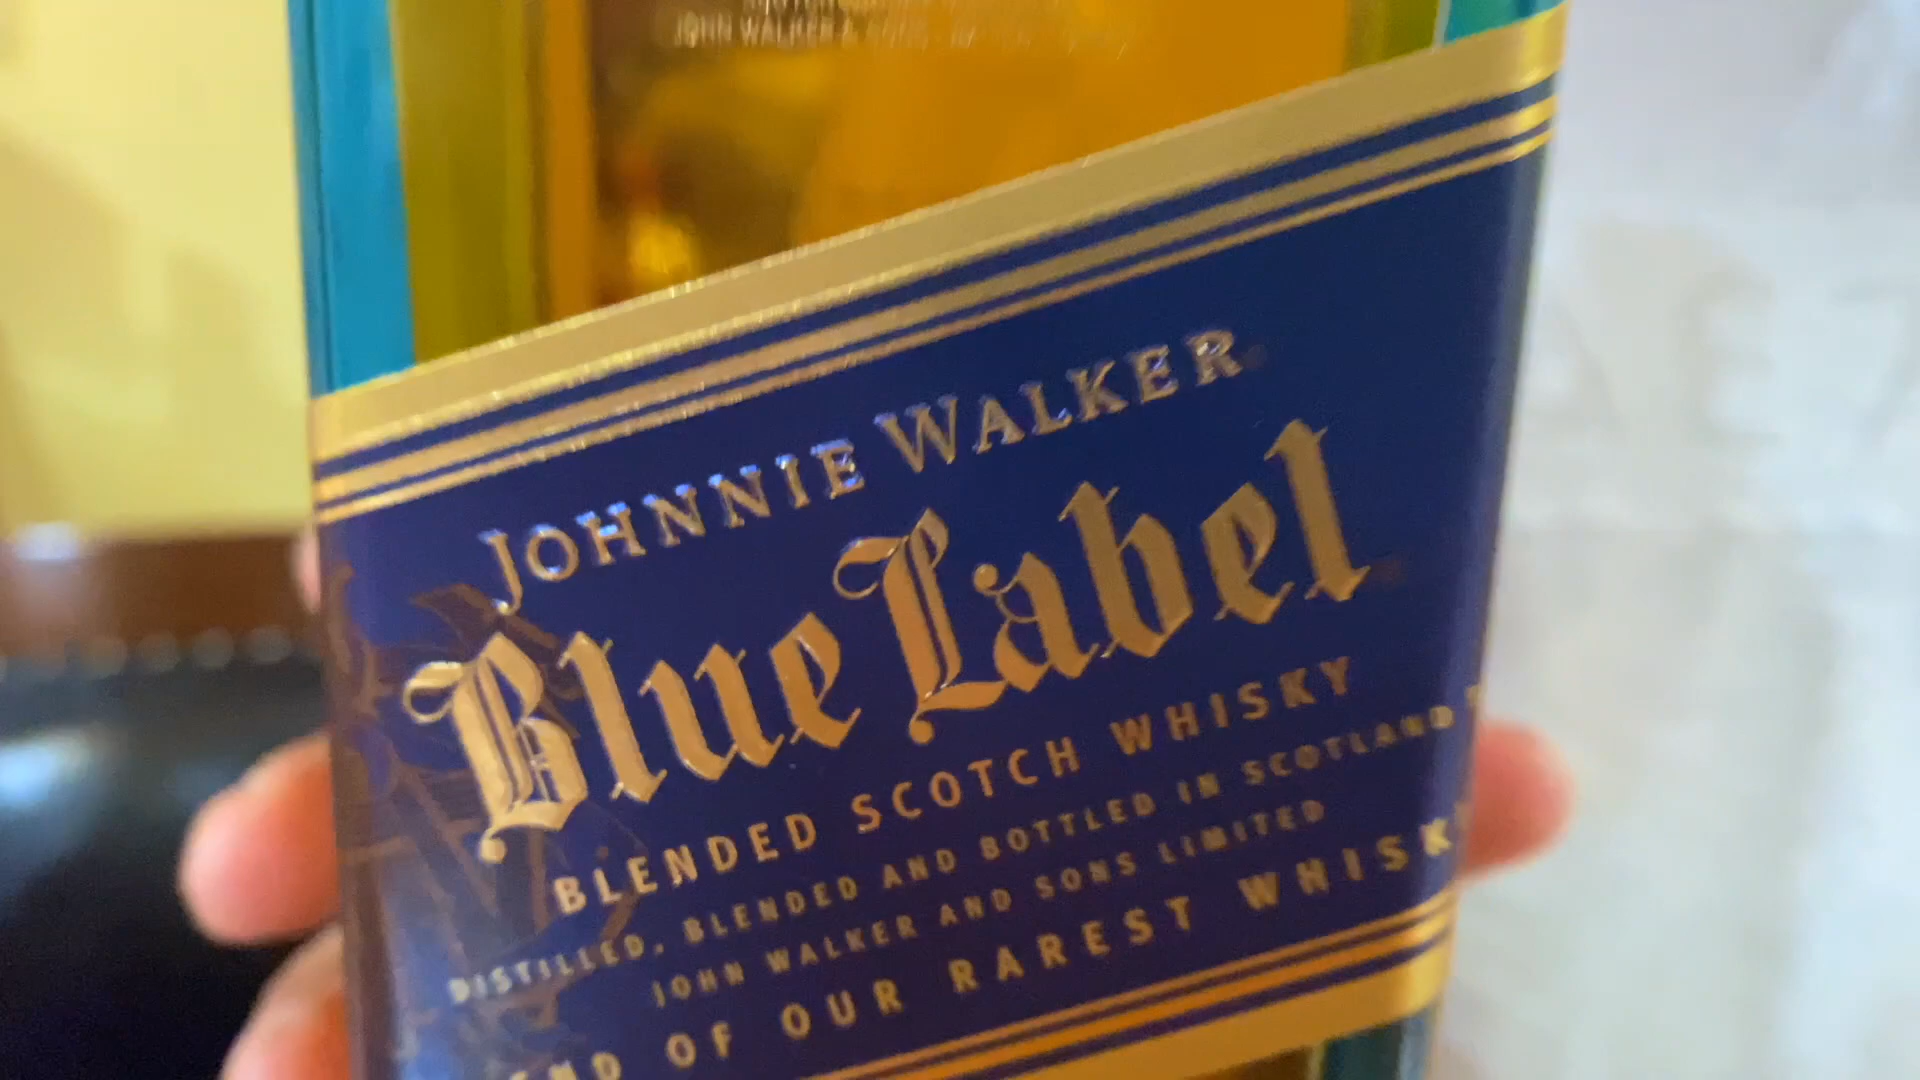 JOHN WALKER &
JOHNNIE WALKER
Blue Label
BLENDED SCOTCH WHISKY
DISTILLED, BLENDED AND BOTTLED IN SCOTLAND
JOHN WALKER AND SONS LIMITED
OF OUR RAREST